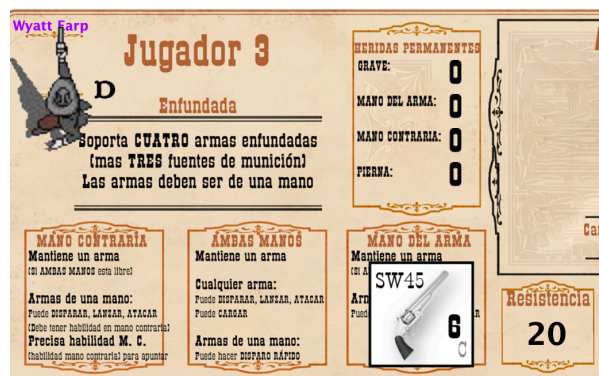 Wyatt Earp
Jugador 3
D
Enfundada
Soporta CUATRO armas enfundadas
(mas TRES fuentes de munición)
Las armas deben ser de una mano
HERIDAS PERMANENTES
GRAVE: 0
MANO DEL ARMA: 0
MANO CONTRARIA: 0
PIERNA: 0
MANO CONTRARIA
Mantiene un arma
(Si AMBAS MANOS esta libre)
Armas de una mano:
Puede DISPARAR, LANZAR, ATACAR
(Debe tener habilidad en mano contraria)
Precisa habilidad M. C.
(habilidad mano contraria) para apuntar
AMBAS MANOS
Mantiene un arma
Cualquier arma:
Puede DISPARAR, LANZAR, ATACAR
Puede CARGAR
Armas de una mano:
Puede hacer DISPARO RÁPIDO
MANO DEL ARMA
Mantiene un arma
SW45
6
C
Resistencia
20